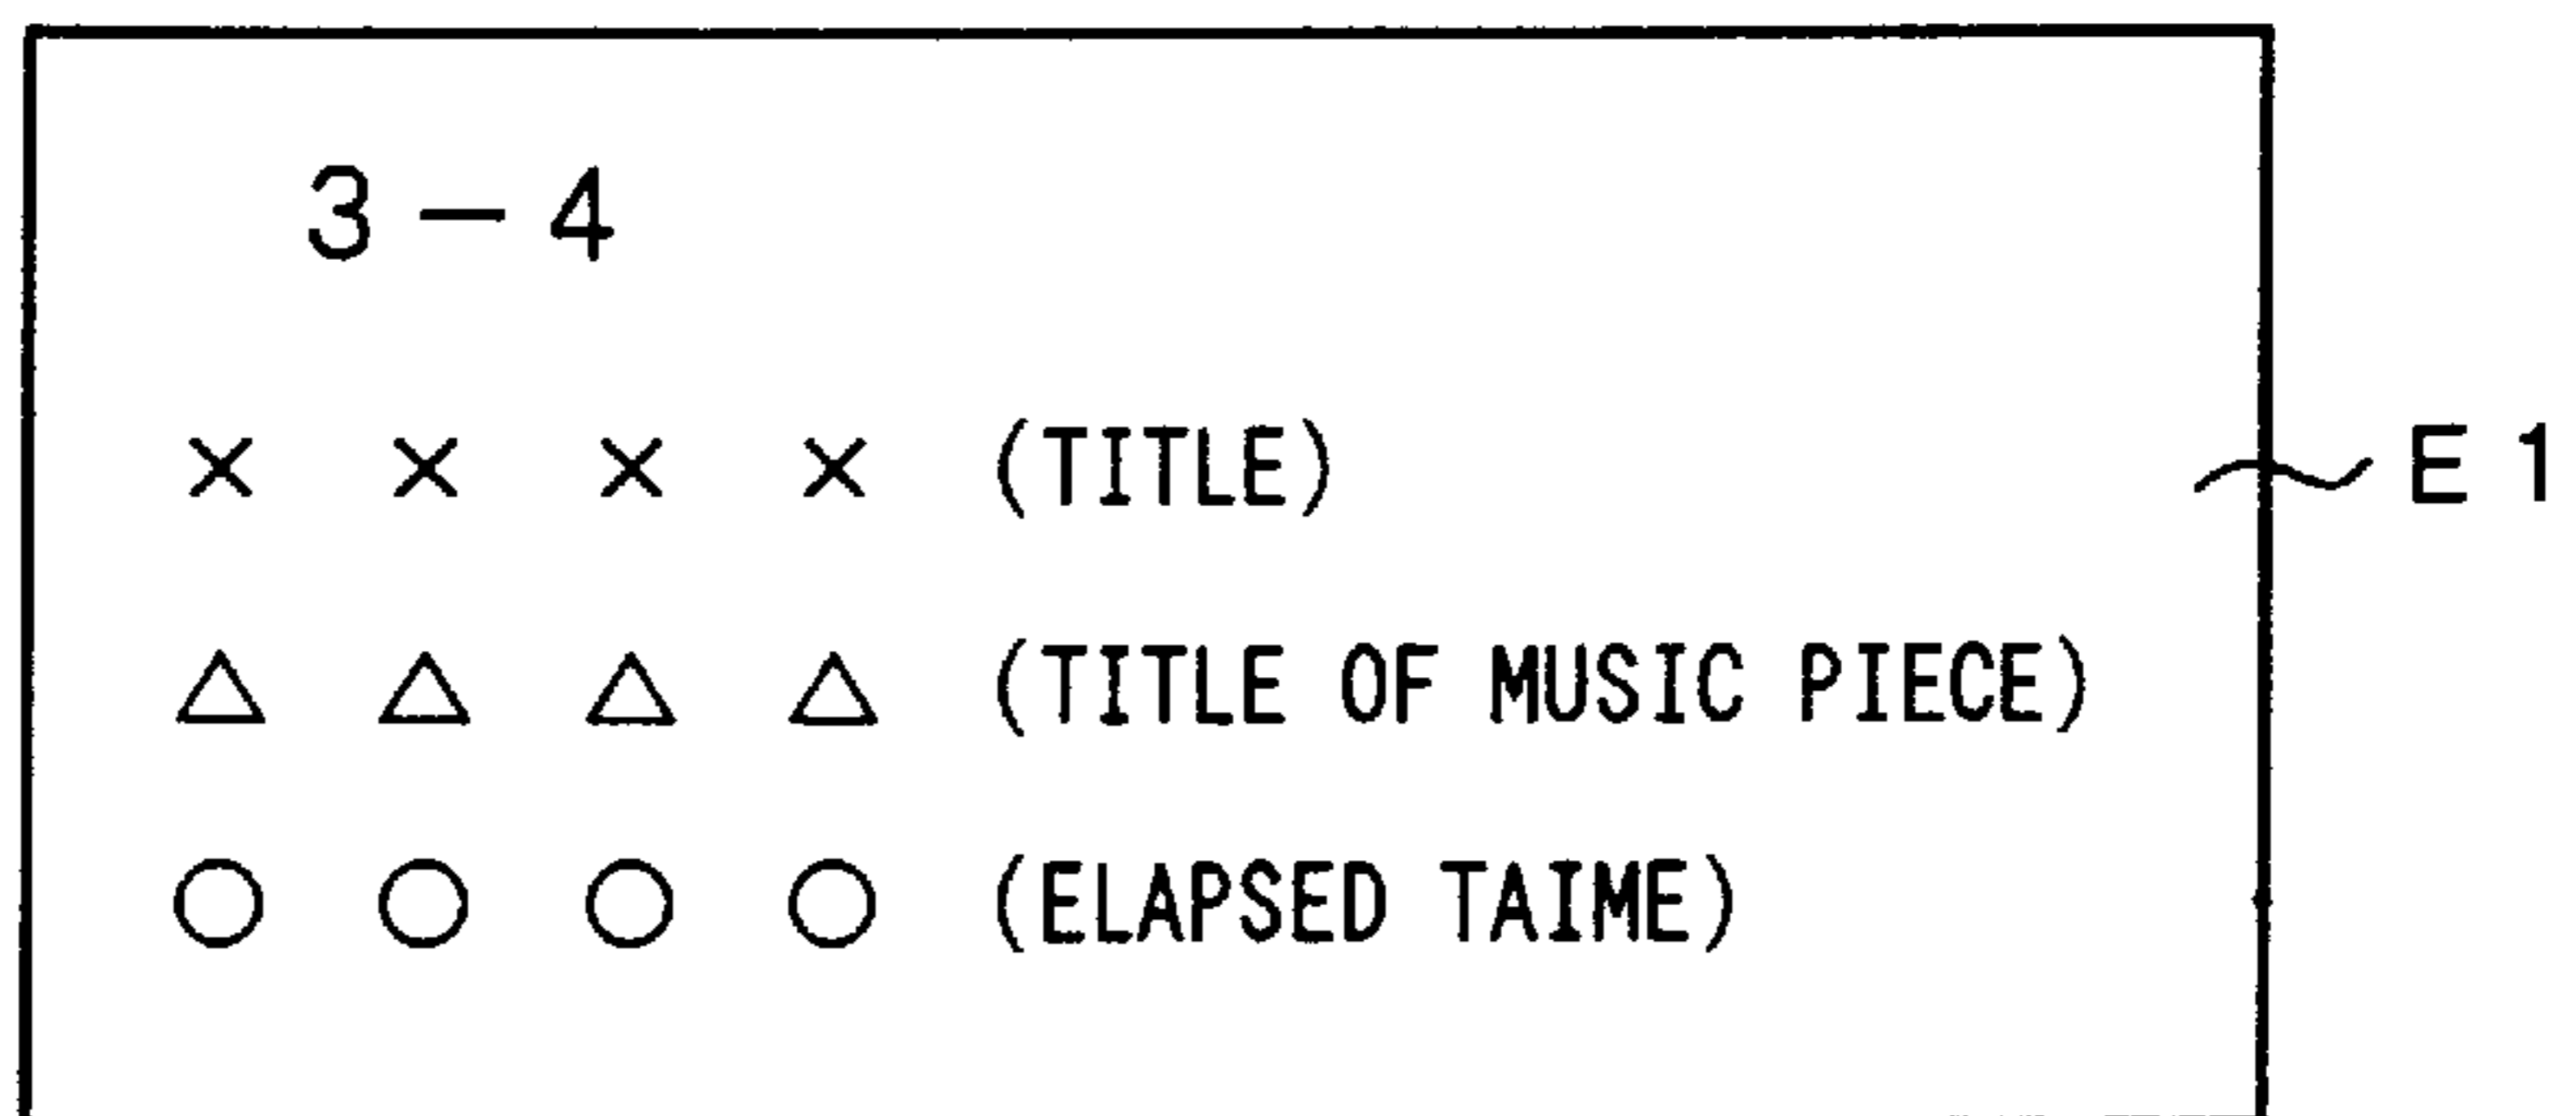 3-4
×××× (TITLE)
E1
△△△△ (TITLE OF MUSIC PIECE)
○○○○ (ELAPSED TAIME)